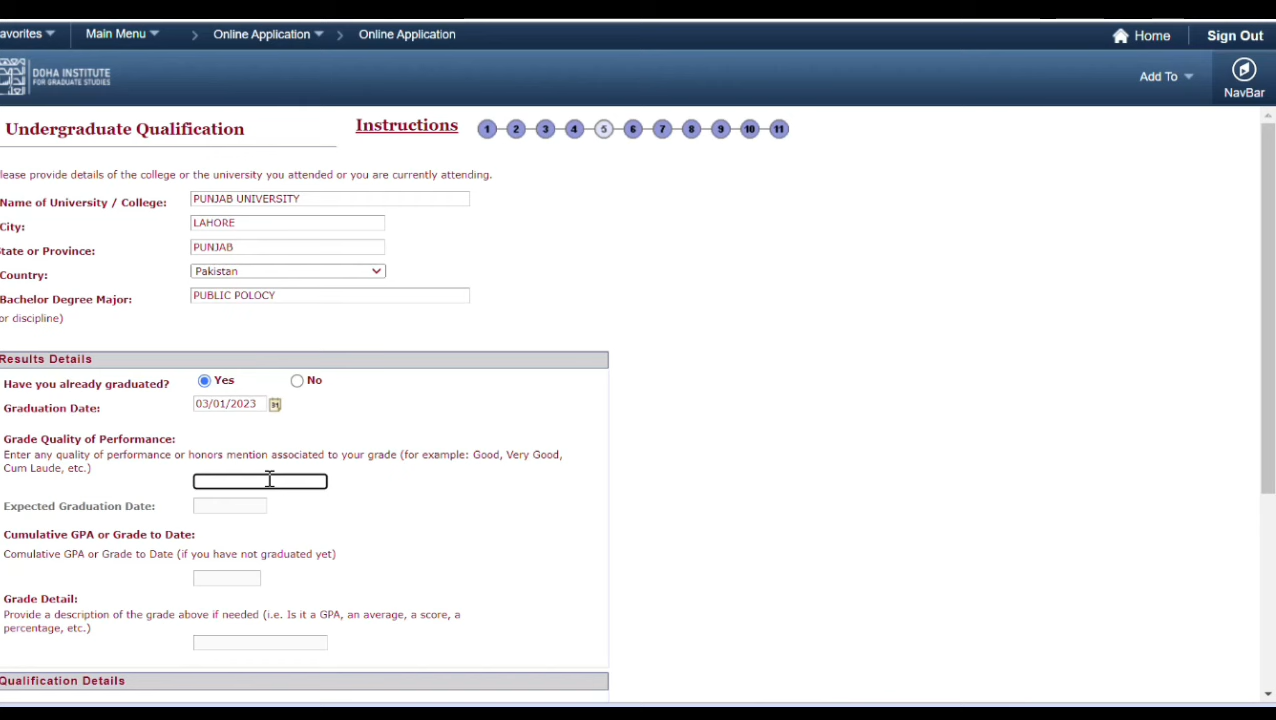 avorites
Main Menu
Online Application
Online Application
Home
Sign Out
DOHA INSTITUTE
FOR GRADUATE STUDIES
Add To
NavBar
Undergraduate Qualification
Instructions
1 2 3 4 5 6 7 8 9 10 11
lease provide details of the college or the university you attended or you are currently attending.
Name of University / College: PUNJAB UNIVERSITY
City: LAHORE
tate or Province: PUNJAB
Country: Pakistan
Bachelor Degree Major: PUBLIC POLOCY
or discipline)
Results Details
Have you already graduated? Yes No
Graduation Date: 03/01/2023 31
Grade Quality of Performance:
Enter any quality of performance or honors mention associated to your grade (for example: Good, Very Good,
Cum Laude, etc.)
Expected Graduation Date:
Cumulative GPA or Grade to Date:
Comulative GPA or Grade to Date (if you have not graduated yet)
Grade Detail:
Provide a description of the grade above if needed (i.e. Is it a GPA, an average, a score, a
percentage, etc.)
Qualification Details